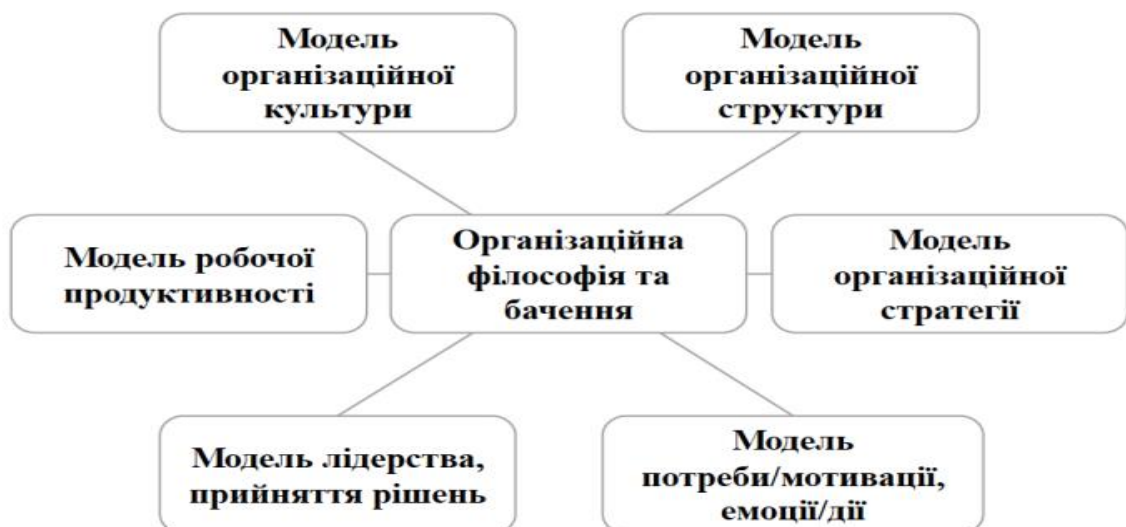 Модель
організаційної
культури
Модель
організаційної
структури
Модель робочої
продуктивності
Організаційна
філософія та
бачення
Модель
організаційної
стратегії
Модель лідерства,
прийняття рішень
Модель
потреби/мотивації,
емоції/дії